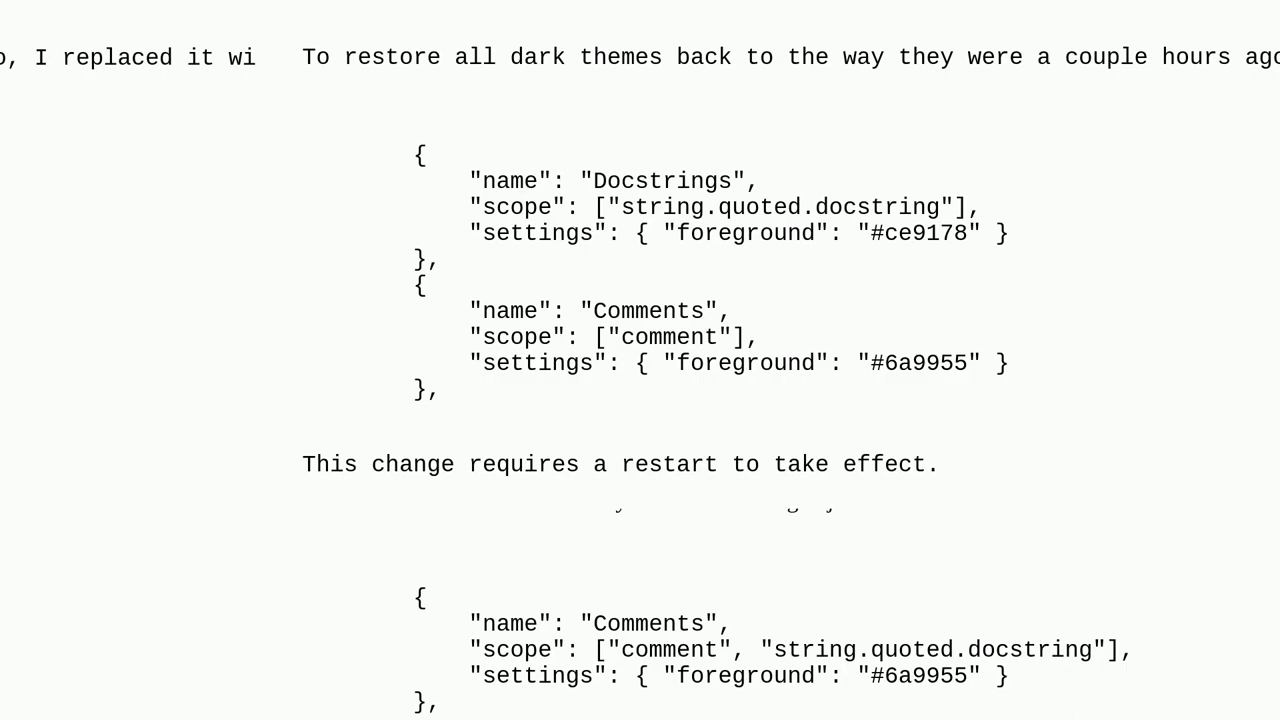 o, I replaced it wi
To restore all dark themes back to the way they were a couple hours ago
{
"name": "Docstrings",
"scope": ["string.quoted.docstring"],
"settings": { "foreground": "#ce9178" }
},
{
"name": "Comments",
"scope": ["comment"],
"settings": { "foreground": "#6a9955" }
},
This change requires a restart to take effect.
{
"name": "Comments",
"scope": ["comment", "string.quoted.docstring"],
"settings": { "foreground": "#6a9955" }
},